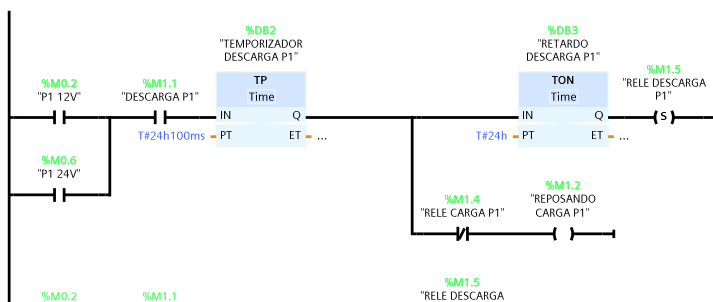 %DB2
"TEMPORIZADOR
DESCARGA P1"
%DB3
"RETARDO
DESCARGA P1"
%M0.2
"P1 12V"
%M1.1
"DESCARGA P1"
TP
Time
TON
Time
%M1.5
"RELE DESCARGA
P1"
IN
Q
IN
Q
S
T#24h100ms
PT
ET
...
T#24h
PT
ET
...
%M0.6
"P1 24V"
%M1.4
"RELE CARGA P1"
%M1.2
"REPOSANDO
CARGA P1"
%M0.2
%M1.1
%M1.5
"RELE DESCARGA